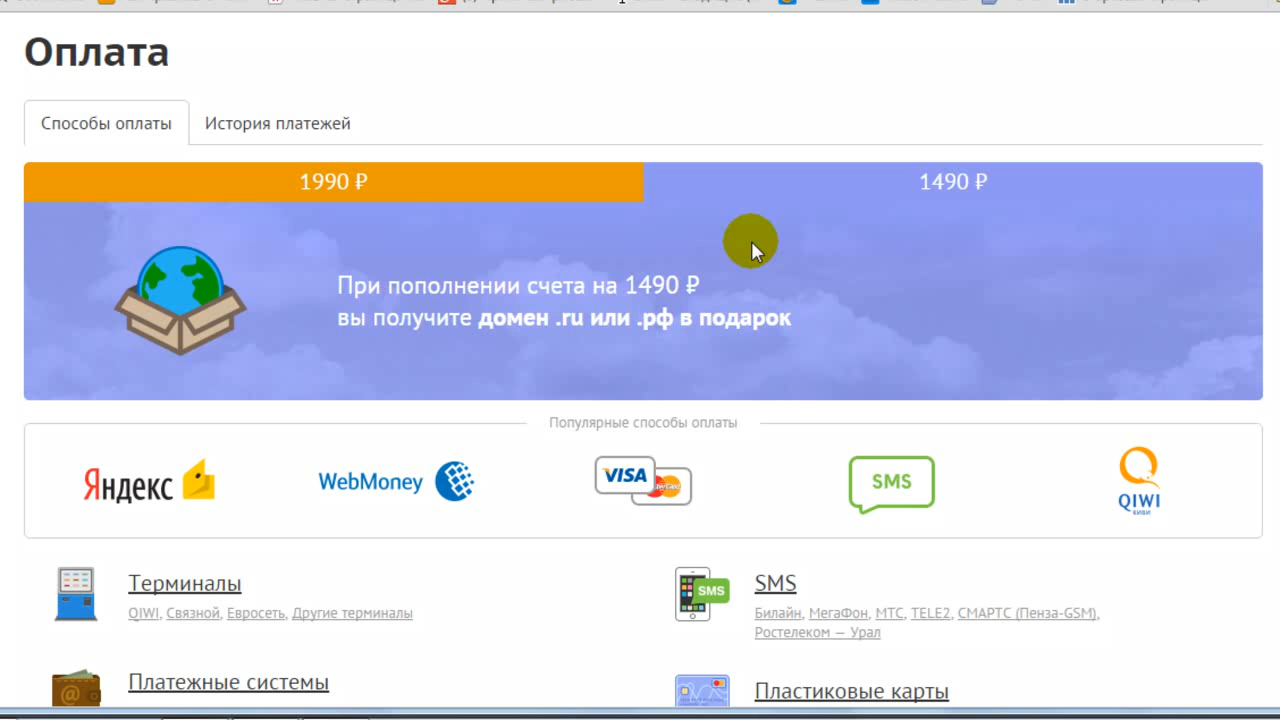 Оплата
Способы оплаты
История платежей
1990 ₽
1490 ₽
При пополнении счета на 1490 ₽
вы получите домен .ru или .рф в подарок
Популярные способы оплаты
Яндекс
WebMoney
VISA
SMS
QIWI
КИВИ
Терминалы
QIWI, Связной, Евросеть, Другие терминалы
SMS
SMS
Билайн, МегаФон, МТС, TELE2, СМАРТС (Пенза-GSM),
Ростелеком — Урал
@
Платежные системы
Пластиковые карты